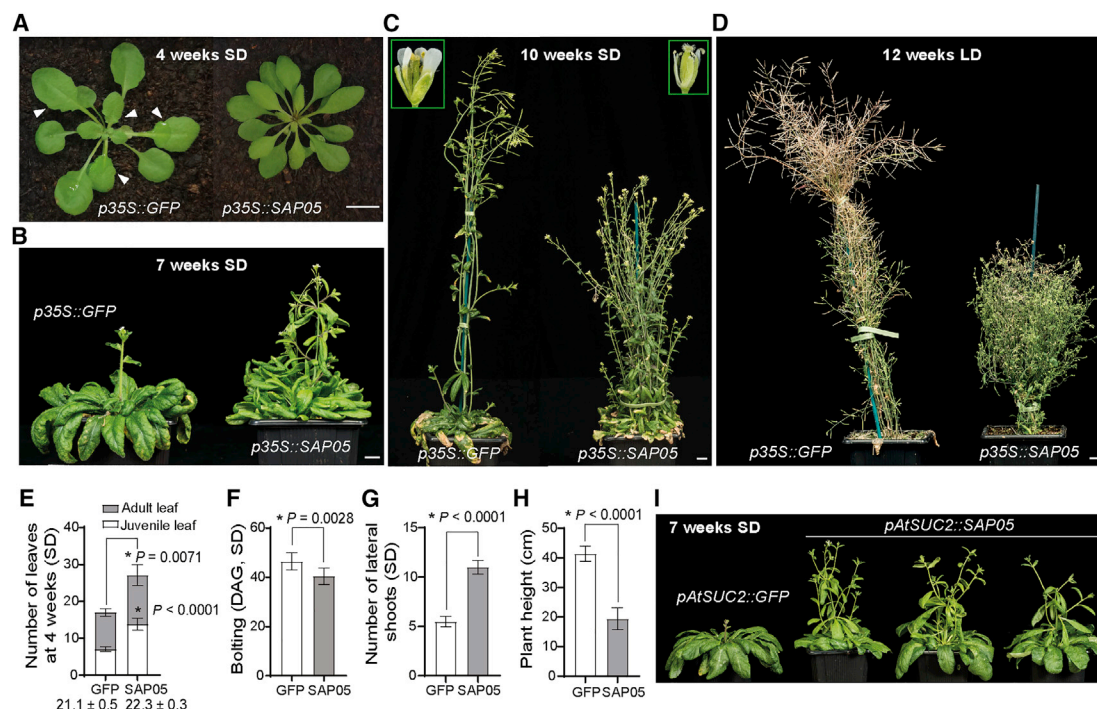 A
4 weeks SD
p35S::GFP
p35S::SAP05
B
7 weeks SD
p35S::GFP
p35S::SAP05
C
10 weeks SD
p35S::GFP
p35S::SAP05
D
12 weeks LD
p35S::GFP
p35S::SAP05
E
Adult leaf
Juvenile leaf
Number of leaves
at 4 weeks (SD)
40
30
20
10
0
* P = 0.0071
* P < 0.0001
GFP SAP05
21.1 ± 0.5 22.3 ± 0.3
F
* P = 0.0028
Bolting (DAG, SD)
60
40
20
0
GFP SAP05
G
* P < 0.0001
Number of lateral
shoots (SD)
15
10
5
0
GFP SAP05
H
* P < 0.0001
Plant height (cm)
60
40
20
0
GFP SAP05
I
7 weeks SD
pAtSUC2::SAP05
pAtSUC2::GFP